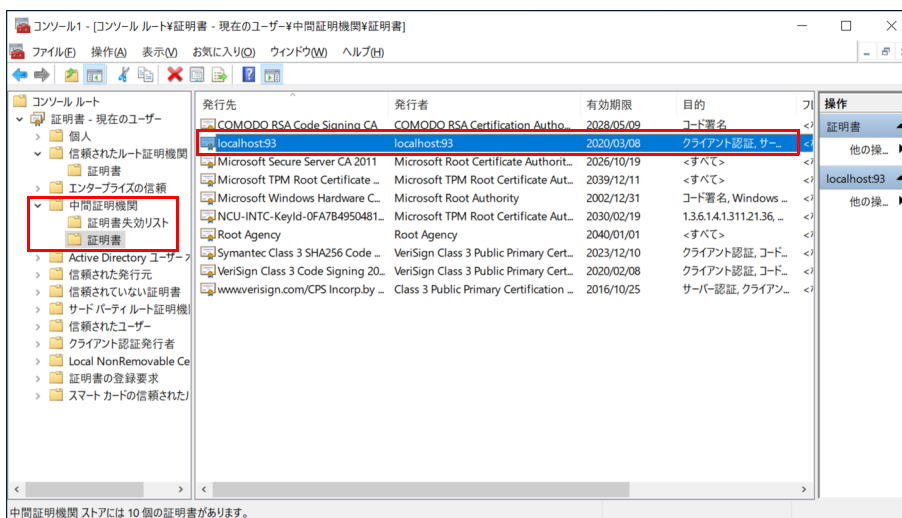 コンソール1 - [コンソール ルート¥証明書 - 現在のユーザー¥中間証明機関¥証明書]
ファイル(F) 操作(A) 表示(V) お気に入り(O) ウィンドウ(W) ヘルプ(H)
コンソール ルート
証明書 - 現在のユーザー
個人
信頼されたルート証明機関
証明書
エンタープライズの信頼
中間証明機関
証明書失効リスト
証明書
Active Directory ユーザー
信頼された発行元
信頼されていない証明書
サード パーティ ルート証明機
信頼されたユーザー
クライアント認証発行者
Local NonRemovable Ce
証明書の登録要求
スマート カードの信頼された
発行先 発行者 有効期限 目的 フ
COMODO RSA Code Signing CA COMODO RSA Certification Autho... 2028/05/09 コード署名
localhost:93 localhost:93 2020/03/08 クライアント認証, サー...
Microsoft Secure Server CA 2011 Microsoft Root Certificate Authorit... 2026/10/19 <すべて>
Microsoft TPM Root Certificate ... Microsoft TPM Root Certificate Aut... 2039/12/11 <すべて>
Microsoft Windows Hardware C... Microsoft Root Authority 2002/12/31 コード署名, Windows ...
NCU-INTC-KeyId-0FA7B4950481... Microsoft TPM Root Certificate Aut... 2030/02/19 1.3.6.1.4.1.311.21.36, ...
Root Agency Root Agency 2040/01/01 <すべて>
Symantec Class 3 SHA256 Code ... VeriSign Class 3 Public Primary Cert... 2023/12/10 クライアント認証, コード...
VeriSign Class 3 Code Signing 20... VeriSign Class 3 Public Primary Cert... 2020/02/08 クライアント認証, コード...
www.verisign.com/CPS Incorp.by ... Class 3 Public Primary Certification ... 2016/10/25 サーバー認証, クライアン...
操作
証明書
他の操...
localhost:93
他の操...
中間証明機関 ストアには 10 個の証明書があります。